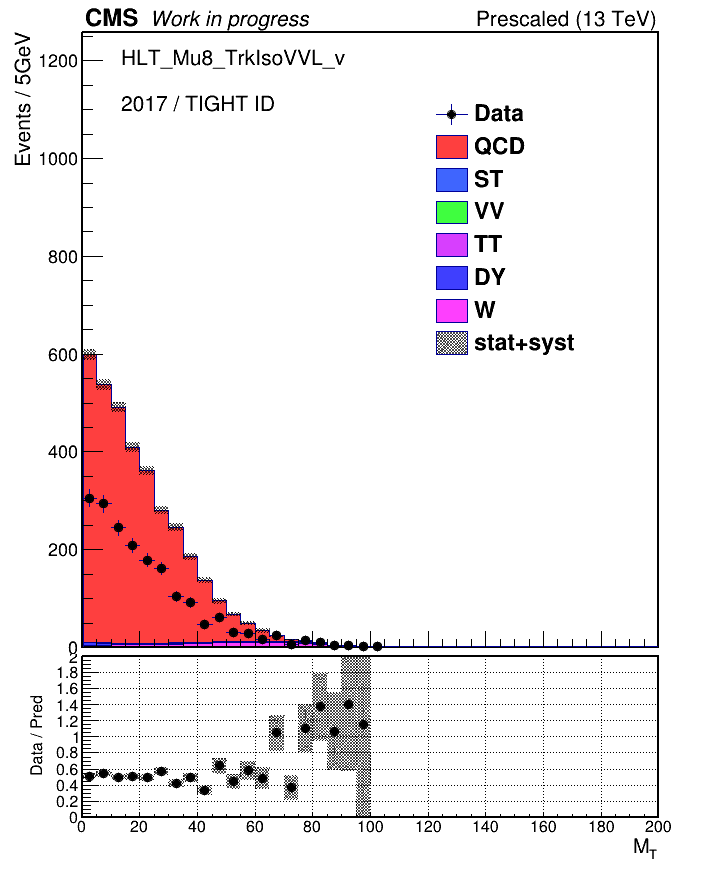 CMS Work in progress Prescaled (13 TeV)
Events / 5GeV
HLT_Mu8_TrkIsoVVL_v
2017 / TIGHT ID
Data
QCD
ST
VV
TT
DY
W
stat+syst
1200
1000
800
600
400
200
0
Data / Pred
2
1.8
1.6
1.4
1.2
1
0.8
0.6
0.4
0.2
0
0 20 40 60 80 100 120 140 160 180 200
M_T